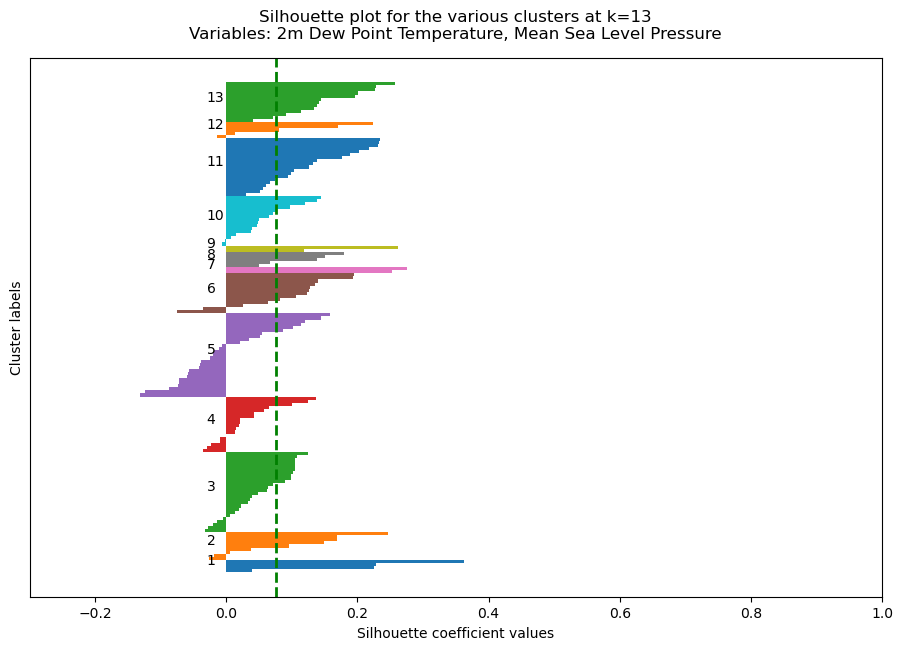 Silhouette plot for the various clusters at k=13
Variables: 2m Dew Point Temperature, Mean Sea Level Pressure
13
12
11
10
9
8
7
6
5
4
3
2
1
Cluster labels
−0.2 0.0 0.2 0.4 0.6 0.8 1.0
Silhouette coefficient values